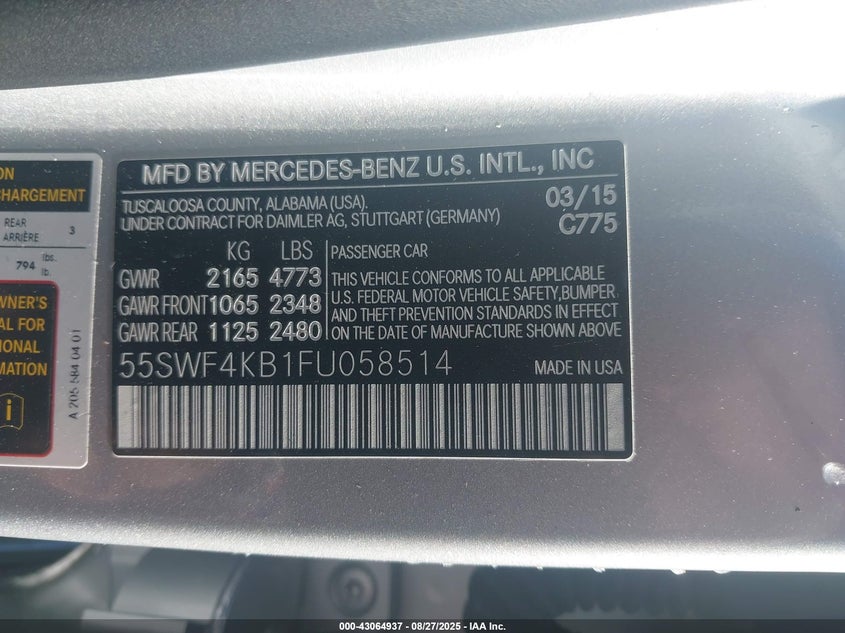 ON
CHARGEMENT
REAR
ARRIÈRE 3
794 lbs.
lb.
WNER'S
AL FOR
IONAL
MATION
i
A 205 584 04 01
MFD BY MERCEDES-BENZ U.S. INTL., INC
TUSCALOOSA COUNTY, ALABAMA (USA). 03/15
UNDER CONTRACT FOR DAIMLER AG, STUTTGART (GERMANY) C775
KG LBS PASSENGER CAR
GVWR 2165 4773 THIS VEHICLE CONFORMS TO ALL APPLICABLE
GAWR FRONT 1065 2348 U.S. FEDERAL MOTOR VEHICLE SAFETY,BUMPER,
GAWR REAR 1125 2480 AND THEFT PREVENTION STANDARDS IN EFFECT
ON THE DATE OF MANUFACTURE SHOWN ABOVE
55SWF4KB1FU058514 MADE IN USA
000-43064937 - 08/27/2025 - IAA Inc.